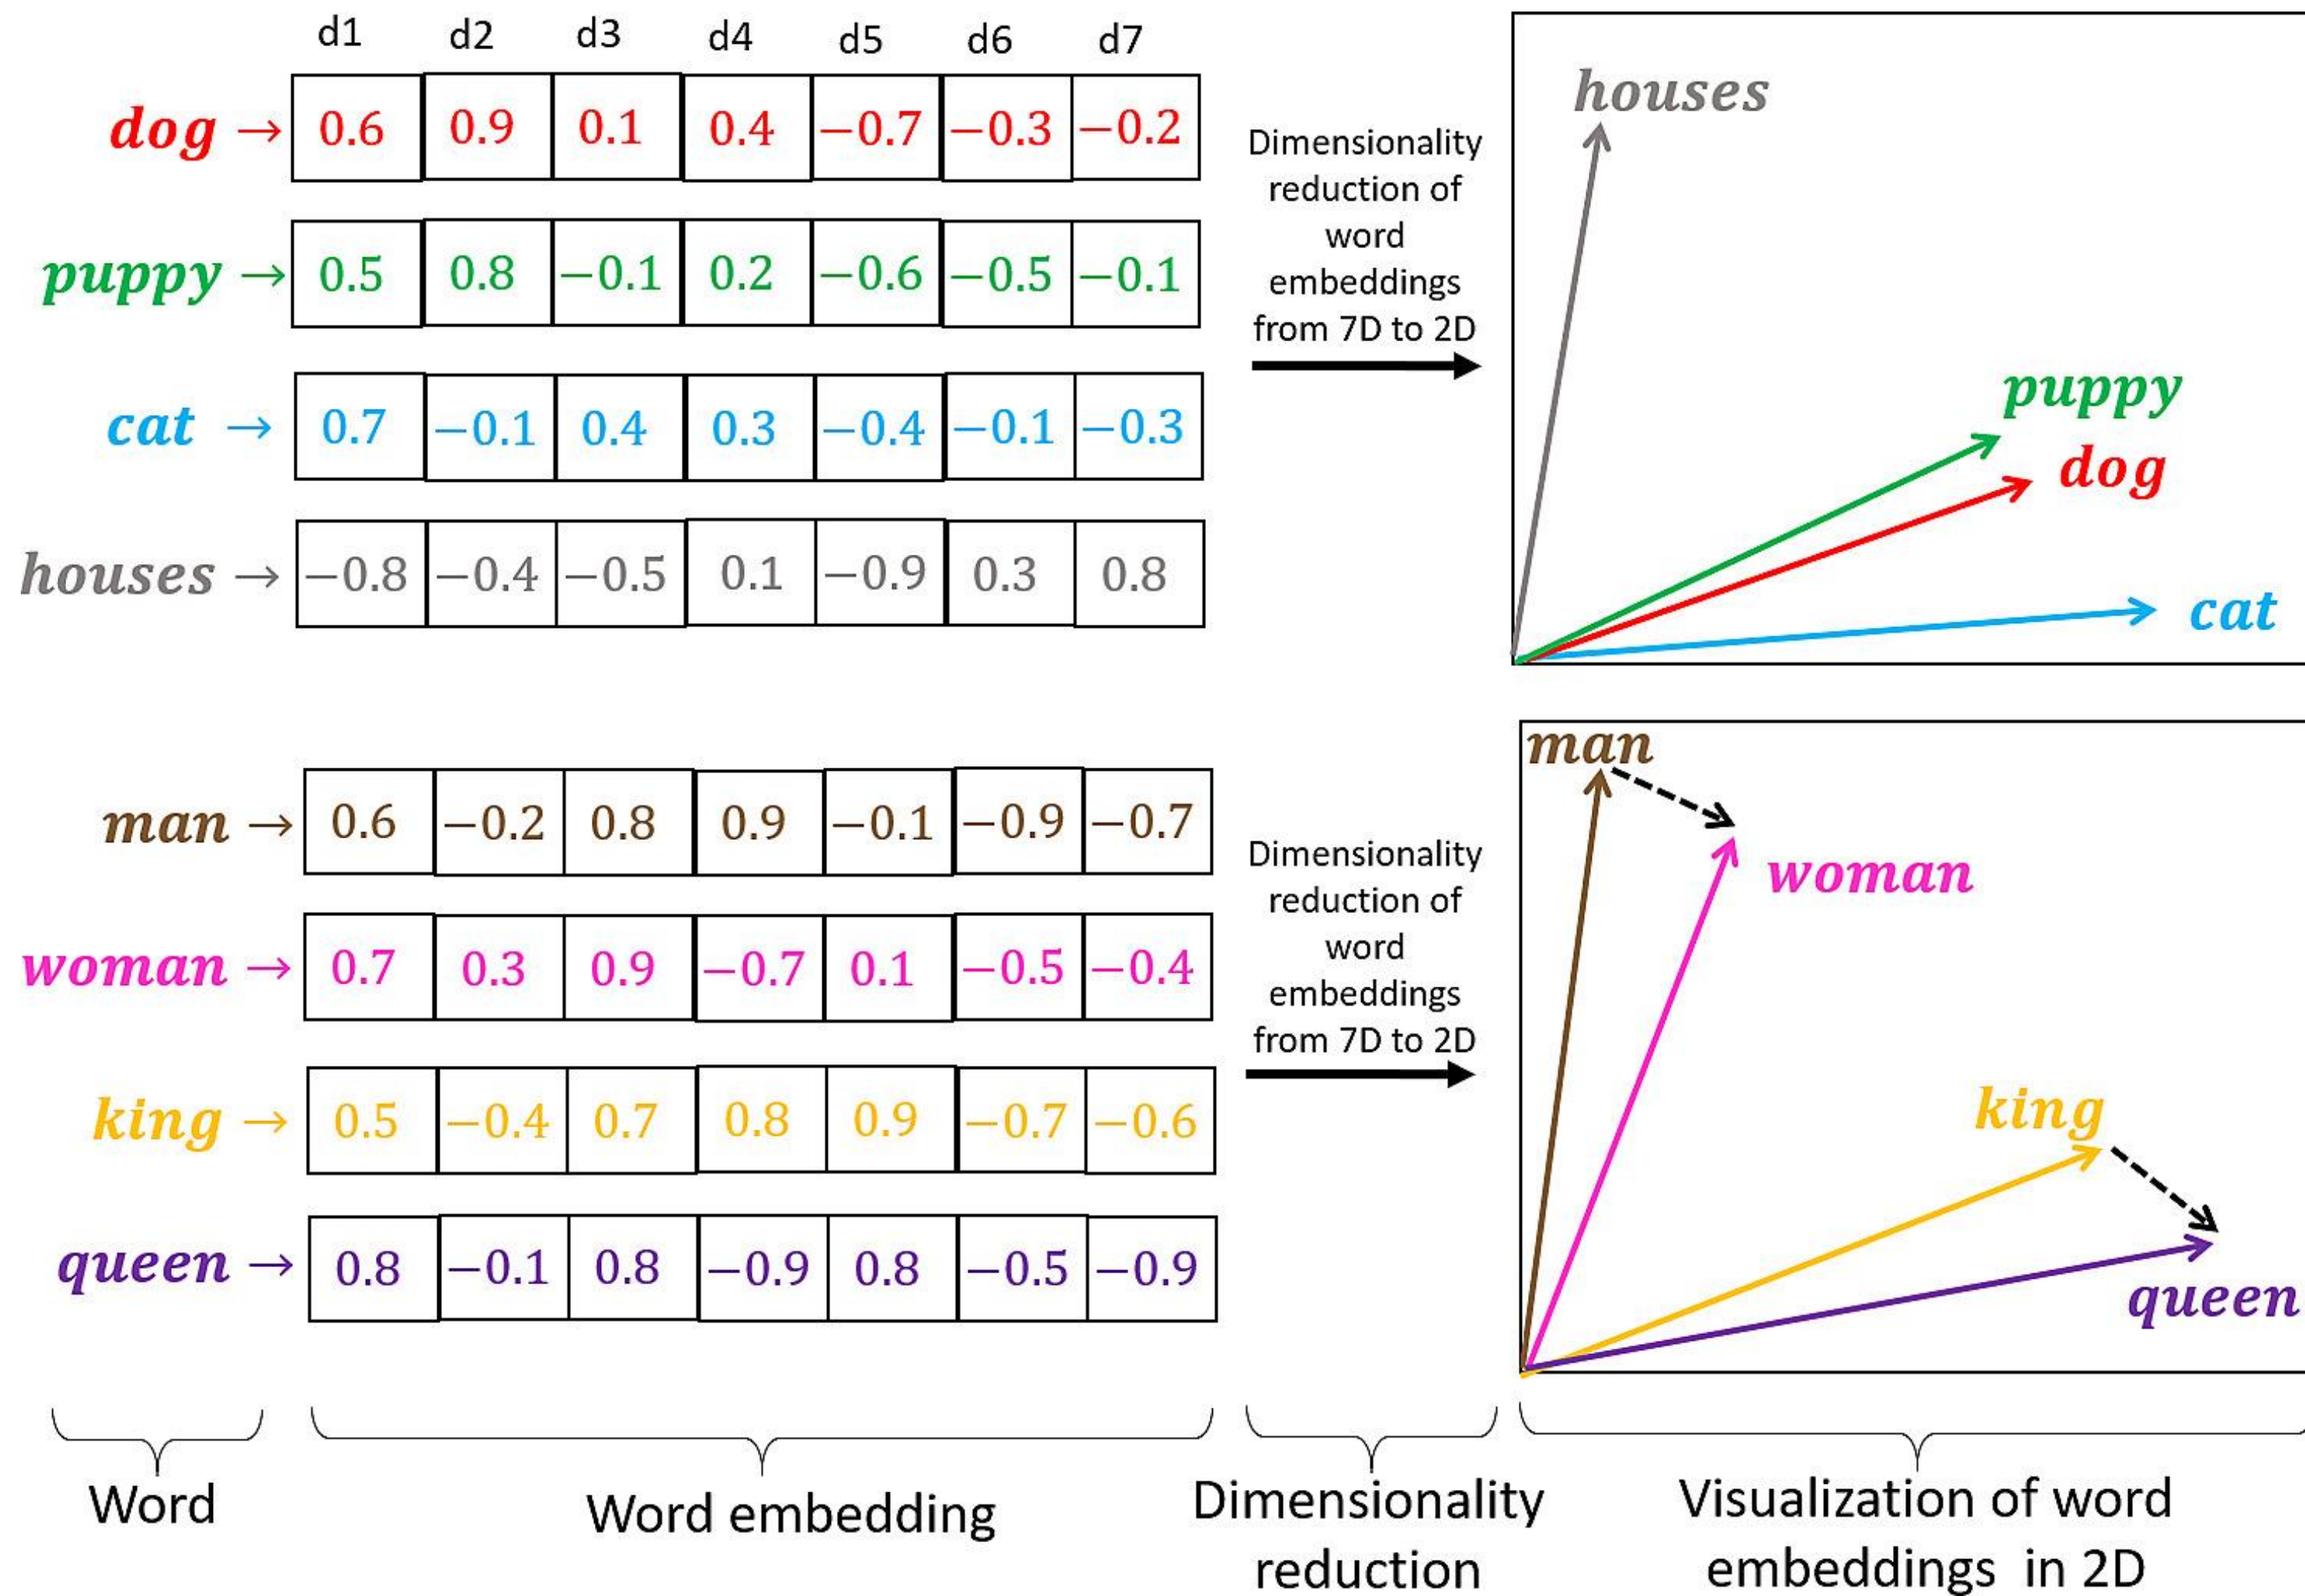 d1 d2 d3 d4 d5 d6 d7
dog → 0.6 0.9 0.1 0.4 −0.7 −0.3 −0.2
puppy → 0.5 0.8 −0.1 0.2 −0.6 −0.5 −0.1
cat → 0.7 −0.1 0.4 0.3 −0.4 −0.1 −0.3
houses → −0.8 −0.4 −0.5 0.1 −0.9 0.3 0.8
Dimensionality
reduction of
word
embeddings
from 7D to 2D
houses
puppy
dog
cat
man → 0.6 −0.2 0.8 0.9 −0.1 −0.9 −0.7
woman → 0.7 0.3 0.9 −0.7 0.1 −0.5 −0.4
king → 0.5 −0.4 0.7 0.8 0.9 −0.7 −0.6
queen → 0.8 −0.1 0.8 −0.9 0.8 −0.5 −0.9
Dimensionality
reduction of
word
embeddings
from 7D to 2D
man
woman
king
queen
Word
Word embedding
Dimensionality
reduction
Visualization of word
embeddings in 2D